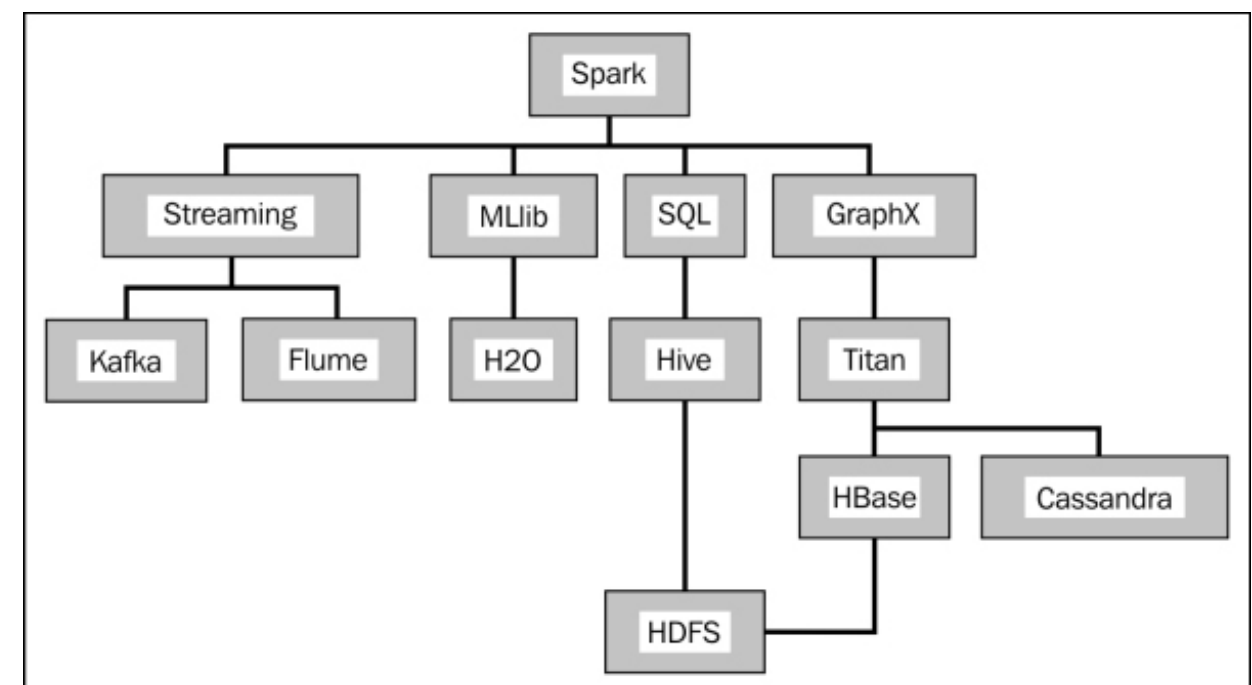 Spark
Streaming
MLlib
SQL
GraphX
Kafka
Flume
H2O
Hive
Titan
HBase
Cassandra
HDFS